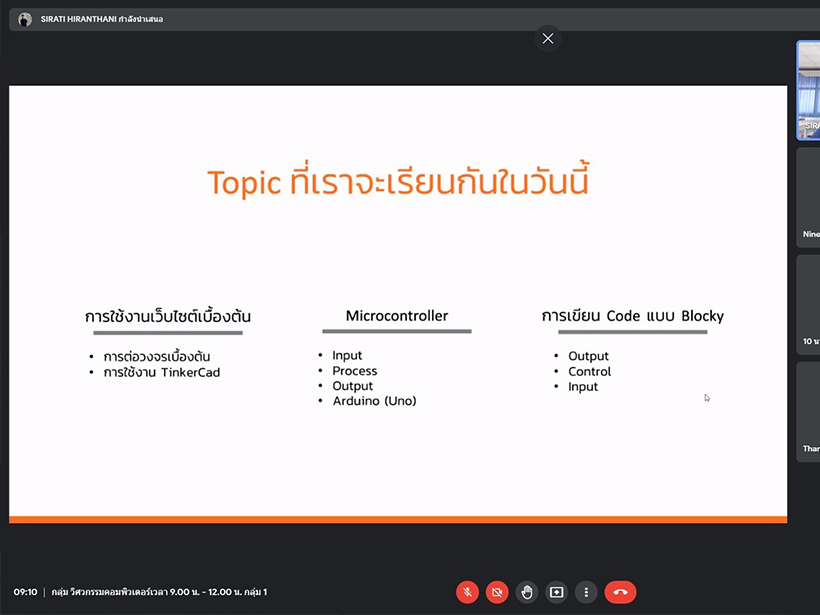 SIRATI HIRANTHANI กำลังนำเสนอ
Topic ที่เราจะเรียนกันในวันนี้
การใช้งานเว็บไซต์เบื้องต้น
• การต่อวงจรเบื้องต้น
• การใช้งาน TinkerCad
Microcontroller
• Input
• Process
• Output
• Arduino (Uno)
การเขียน Code แบบ Blocky
• Output
• Control
• Input
09:10 | กลุ่ม วิศวกรรมคอมพิวเตอร์เวลา 9.00 น. - 12.00 น. กลุ่ม 1